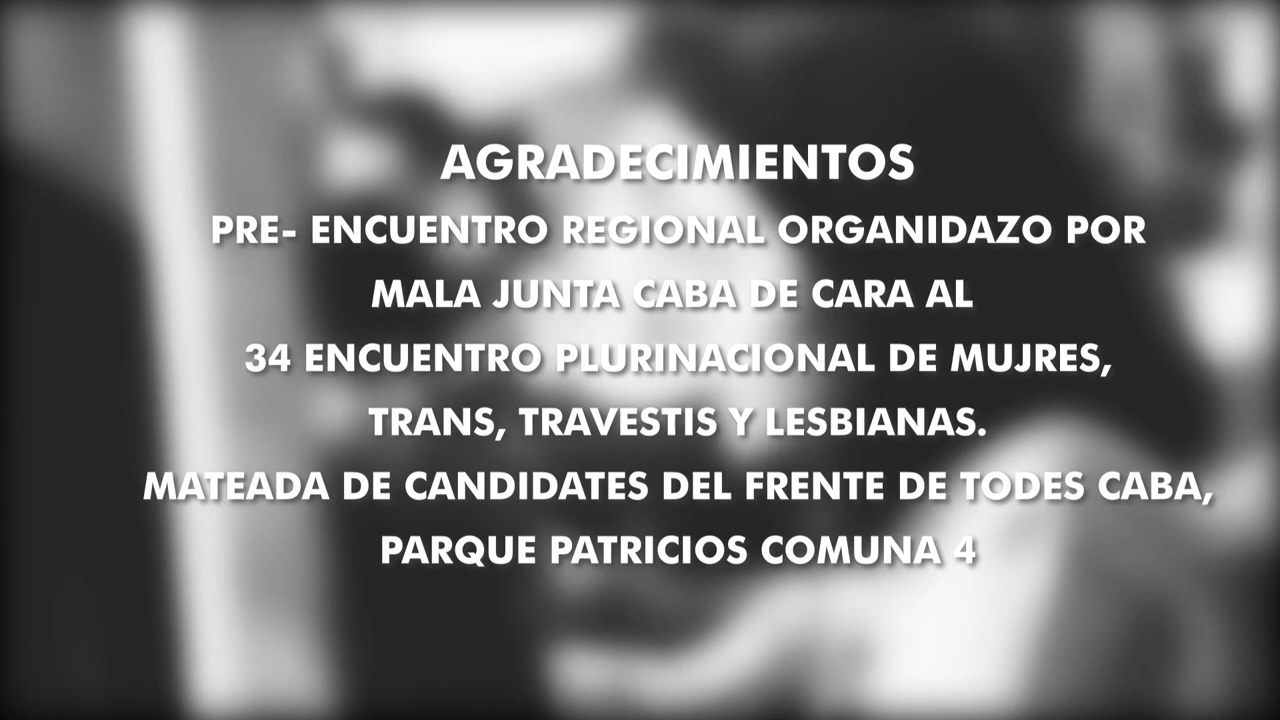 AGRADECIMIENTOS
PRE- ENCUENTRO REGIONAL ORGANIDAZO POR
MALA JUNTA CABA DE CARA AL
34 ENCUENTRO PLURINACIONAL DE MUJRES,
TRANS, TRAVESTIS Y LESBIANAS.
MATEADA DE CANDIDATES DEL FRENTE DE TODES CABA,
PARQUE PATRICIOS COMUNA 4